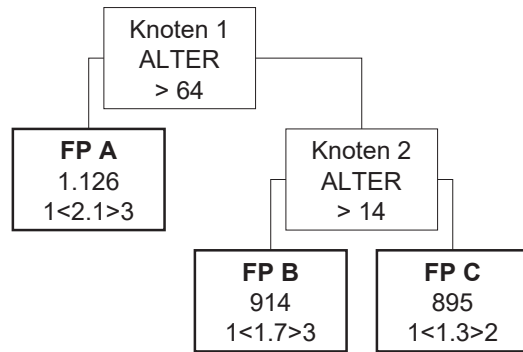 Knoten 1
ALTER
> 64
FP A
1.126
1<2.1>3
Knoten 2
ALTER
> 14
FP B
914
1<1.7>3
FP C
895
1<1.3>2